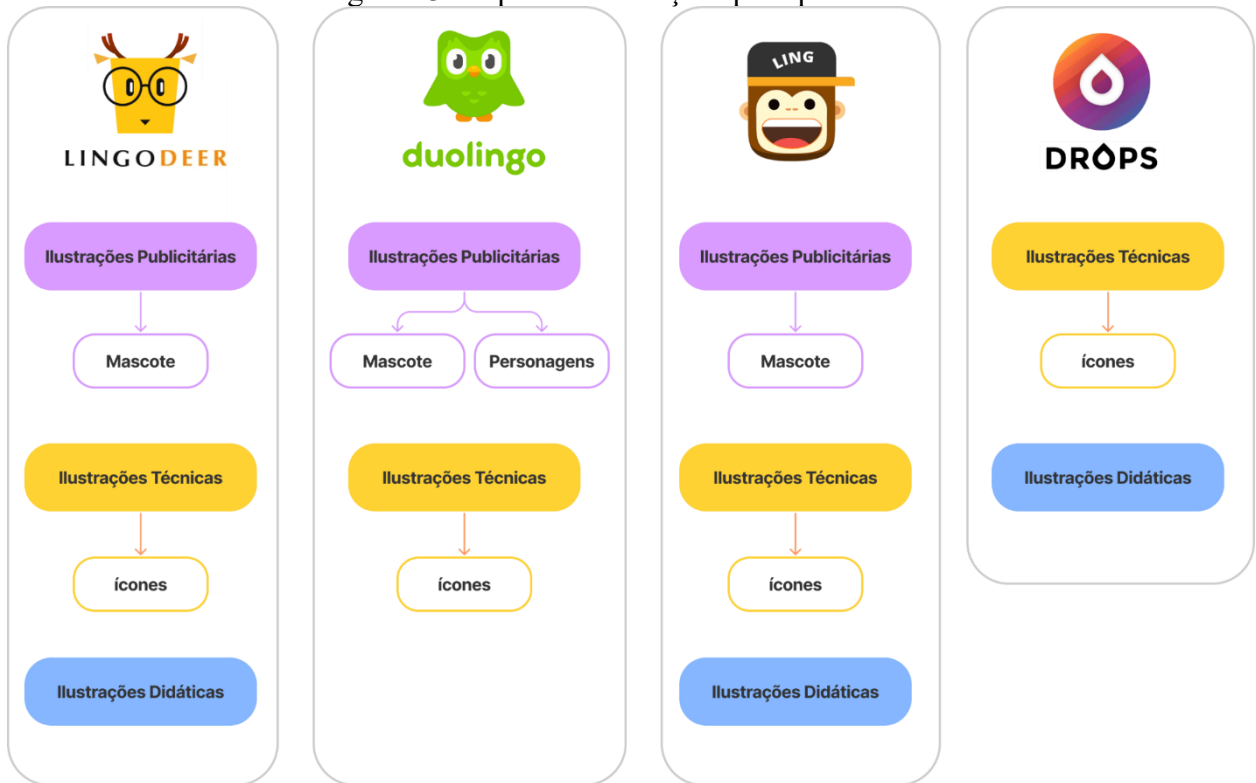 LINGODEER
Ilustrações Publicitárias
Mascote
Ilustrações Técnicas
ícones
Ilustrações Didáticas
duolingo
Ilustrações Publicitárias
Mascote
Personagens
Ilustrações Técnicas
ícones
LING
Ilustrações Publicitárias
Mascote
Ilustrações Técnicas
ícones
Ilustrações Didáticas
DROPS
Ilustrações Técnicas
ícones
Ilustrações Didáticas